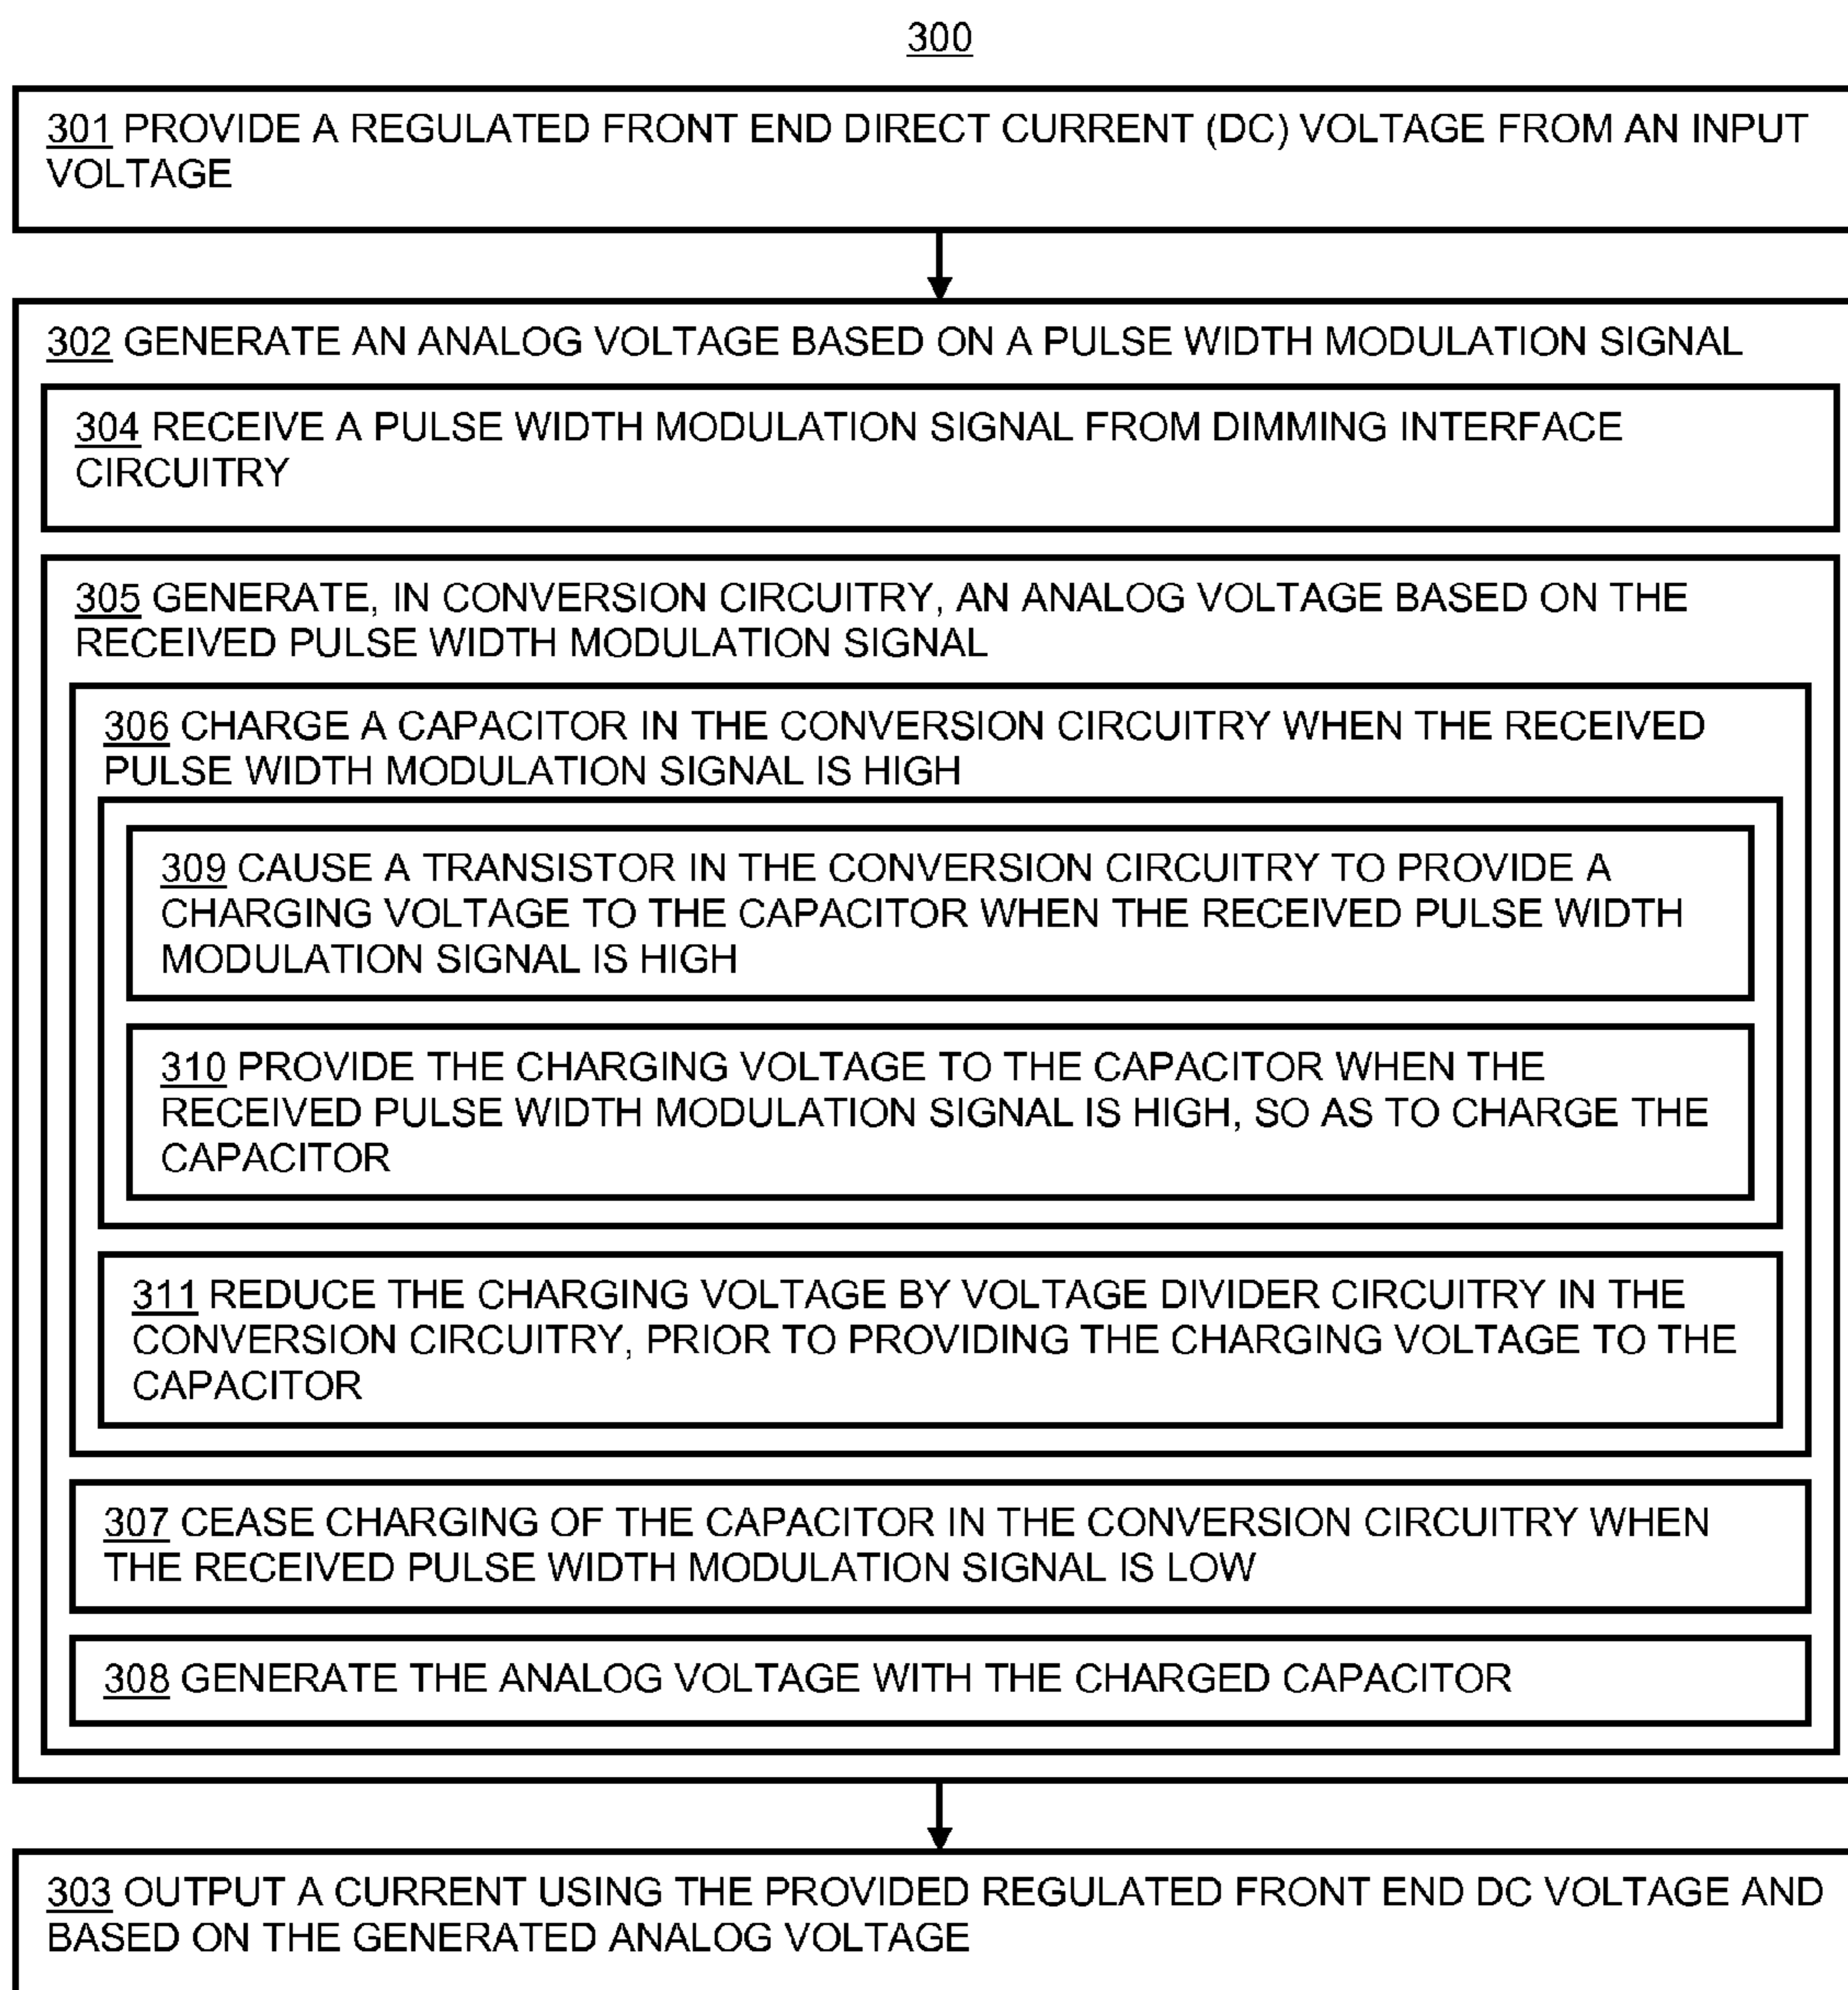 300
301 PROVIDE A REGULATED FRONT END DIRECT CURRENT (DC) VOLTAGE FROM AN INPUT
VOLTAGE
302 GENERATE AN ANALOG VOLTAGE BASED ON A PULSE WIDTH MODULATION SIGNAL
304 RECEIVE A PULSE WIDTH MODULATION SIGNAL FROM DIMMING INTERFACE
CIRCUITRY
305 GENERATE, IN CONVERSION CIRCUITRY, AN ANALOG VOLTAGE BASED ON THE
RECEIVED PULSE WIDTH MODULATION SIGNAL
306 CHARGE A CAPACITOR IN THE CONVERSION CIRCUITRY WHEN THE RECEIVED
PULSE WIDTH MODULATION SIGNAL IS HIGH
309 CAUSE A TRANSISTOR IN THE CONVERSION CIRCUITRY TO PROVIDE A
CHARGING VOLTAGE TO THE CAPACITOR WHEN THE RECEIVED PULSE WIDTH
MODULATION SIGNAL IS HIGH
310 PROVIDE THE CHARGING VOLTAGE TO THE CAPACITOR WHEN THE
RECEIVED PULSE WIDTH MODULATION SIGNAL IS HIGH, SO AS TO CHARGE THE
CAPACITOR
311 REDUCE THE CHARGING VOLTAGE BY VOLTAGE DIVIDER CIRCUITRY IN THE
CONVERSION CIRCUITRY, PRIOR TO PROVIDING THE CHARGING VOLTAGE TO THE
CAPACITOR
307 CEASE CHARGING OF THE CAPACITOR IN THE CONVERSION CIRCUITRY WHEN
THE RECEIVED PULSE WIDTH MODULATION SIGNAL IS LOW
308 GENERATE THE ANALOG VOLTAGE WITH THE CHARGED CAPACITOR
303 OUTPUT A CURRENT USING THE PROVIDED REGULATED FRONT END DC VOLTAGE AND
BASED ON THE GENERATED ANALOG VOLTAGE